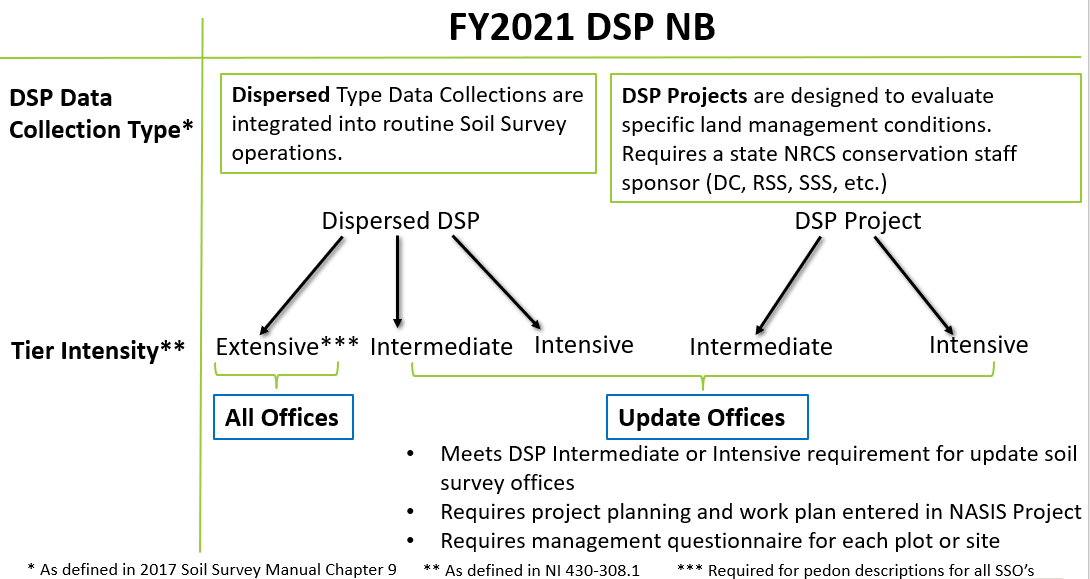 FY2021 DSP NB
DSP Data
Collection Type*
Dispersed Type Data Collections are
integrated into routine Soil Survey
operations.
DSP Projects are designed to evaluate
specific land management conditions.
Requires a state NRCS conservation staff
sponsor (DC, RSS, SSS, etc.)
Dispersed DSP
DSP Project
Tier Intensity**
Extensive***
Intermediate
Intensive
Intermediate
Intensive
All Offices
Update Offices
• Meets DSP Intermediate or Intensive requirement for update soil
survey offices
• Requires project planning and work plan entered in NASIS Project
• Requires management questionnaire for each plot or site
* As defined in 2017 Soil Survey Manual Chapter 9
** As defined in NI 430-308.1
*** Required for pedon descriptions for all SSO's